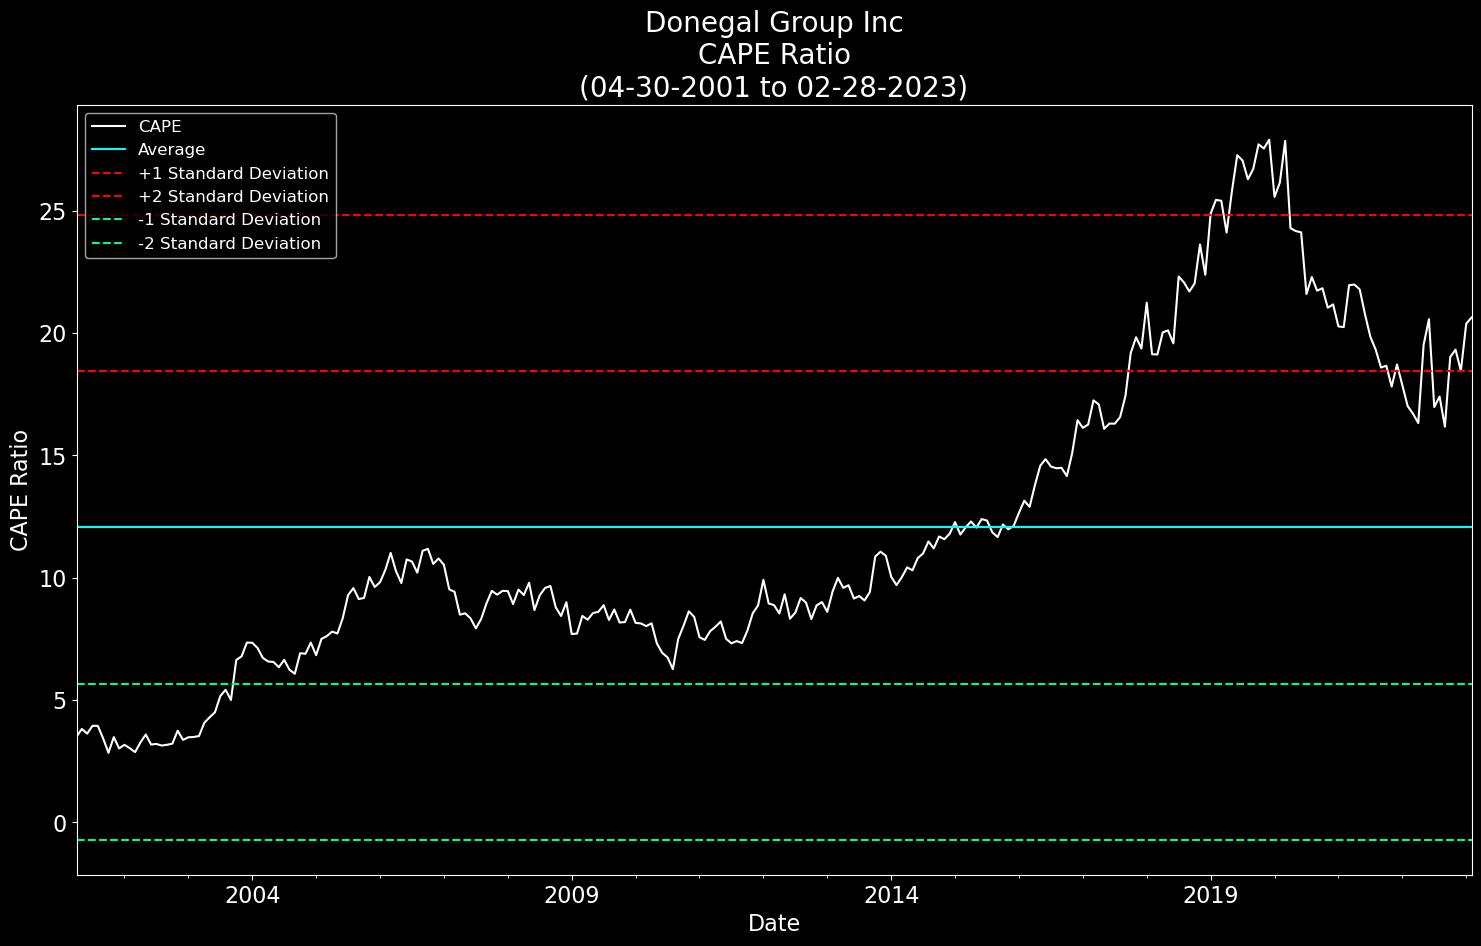 Donegal Group Inc
CAPE Ratio
(04-30-2001 to 02-28-2023)
CAPE
Average
+1 Standard Deviation
+2 Standard Deviation
-1 Standard Deviation
-2 Standard Deviation
25
20
15
10
5
0
CAPE Ratio
2004 2009 2014 2019
Date